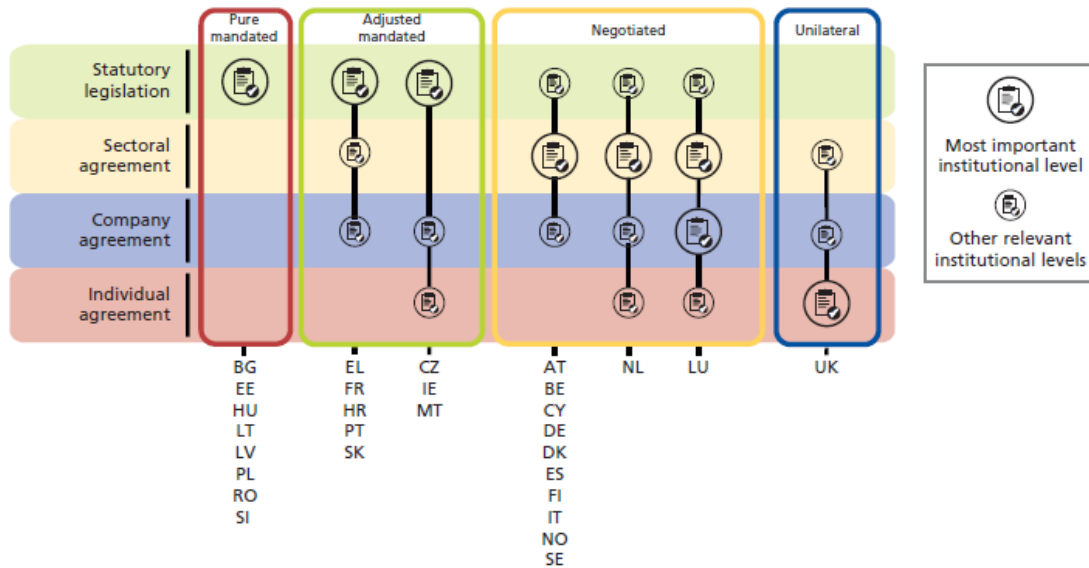 Pure
mandated
Adjusted
mandated
Negotiated
Unilateral
Statutory
legislation
Sectoral
agreement
Company
agreement
Individual
agreement
Most important
institutional level
Other relevant
institutional levels
BG
EE
HU
LT
LV
PL
RO
SI
EL
FR
HR
PT
SK
CZ
IE
MT
AT
BE
CY
DE
DK
ES
FI
IT
NO
SE
NL
LU
UK